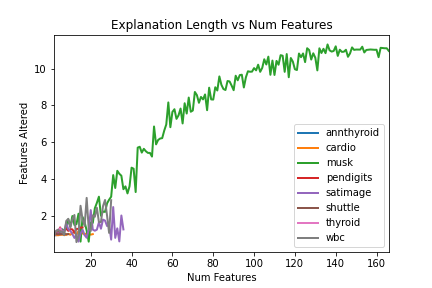 Explanation Length vs Num Features
Features Altered
10
8
6
4
2
20
40
60
80
100
120
140
160
Num Features
annthyroid
cardio
musk
pendigits
satimage
shuttle
thyroid
wbc